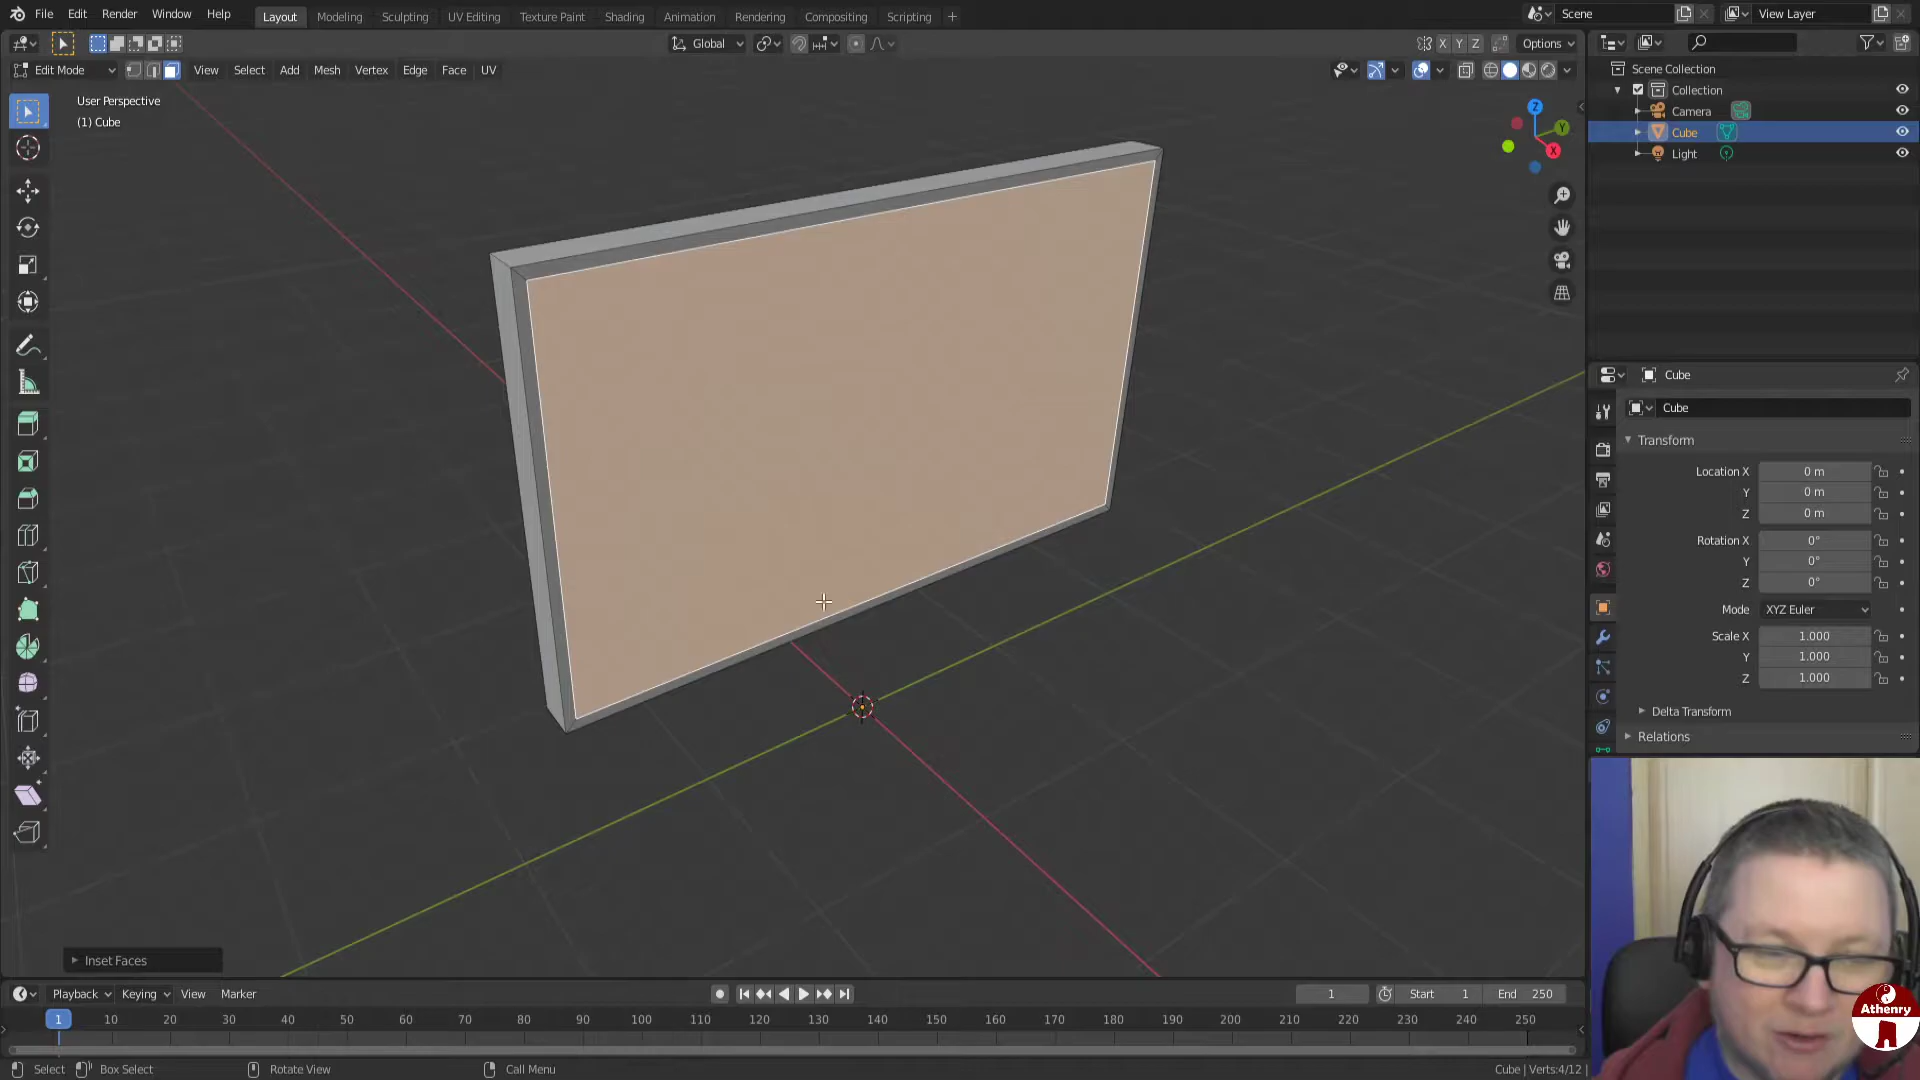 File Edit Render Window Help Layout Modeling Sculpting UV Editing Texture Paint Shading Animation Rendering Compositing Scripting + Scene View Layer
Global X Y Z Options
Edit Mode View Select Add Mesh Vertex Edge Face UV
User Perspective
(1) Cube
Z
Y
X
Scene Collection
Collection
Camera
Cube
Light
Cube
Cube
Transform
Location X 0 m
Y 0 m
Z 0 m
Rotation X 0°
Y 0°
Z 0°
Mode XYZ Euler
Scale X 1.000
Y 1.000
Z 1.000
Delta Transform
Relations
Inset Faces
Playback Keying View Marker 1 Start 1 End 250
1 10 20 30 40 50 60 70 80 90 100 110 120 130 140 150 160 170 180 190 200 210 220 230 240 250
Select Box Select Rotate View Call Menu Cube | Verts:4/12 |
Athenry